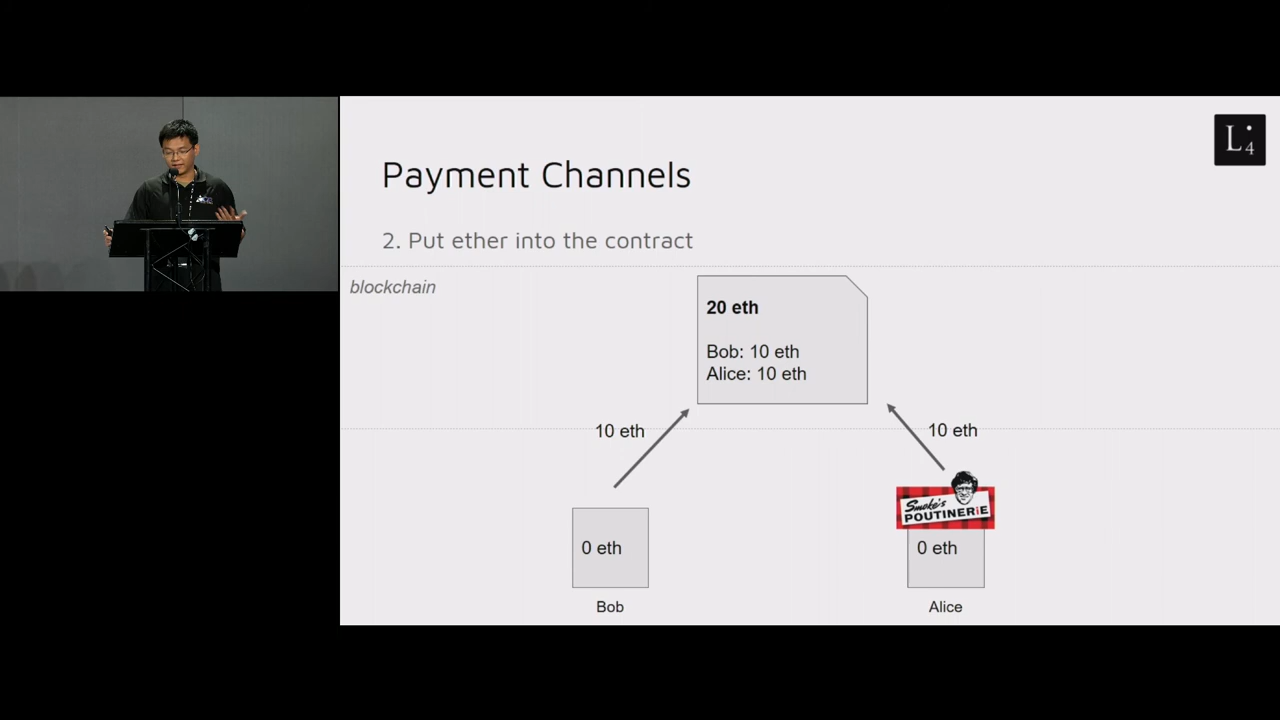 L4
Payment Channels
2. Put ether into the contract
blockchain
20 eth
Bob: 10 eth
Alice: 10 eth
10 eth
10 eth
Smoke's
POUTINERiE
0 eth
0 eth
Bob
Alice